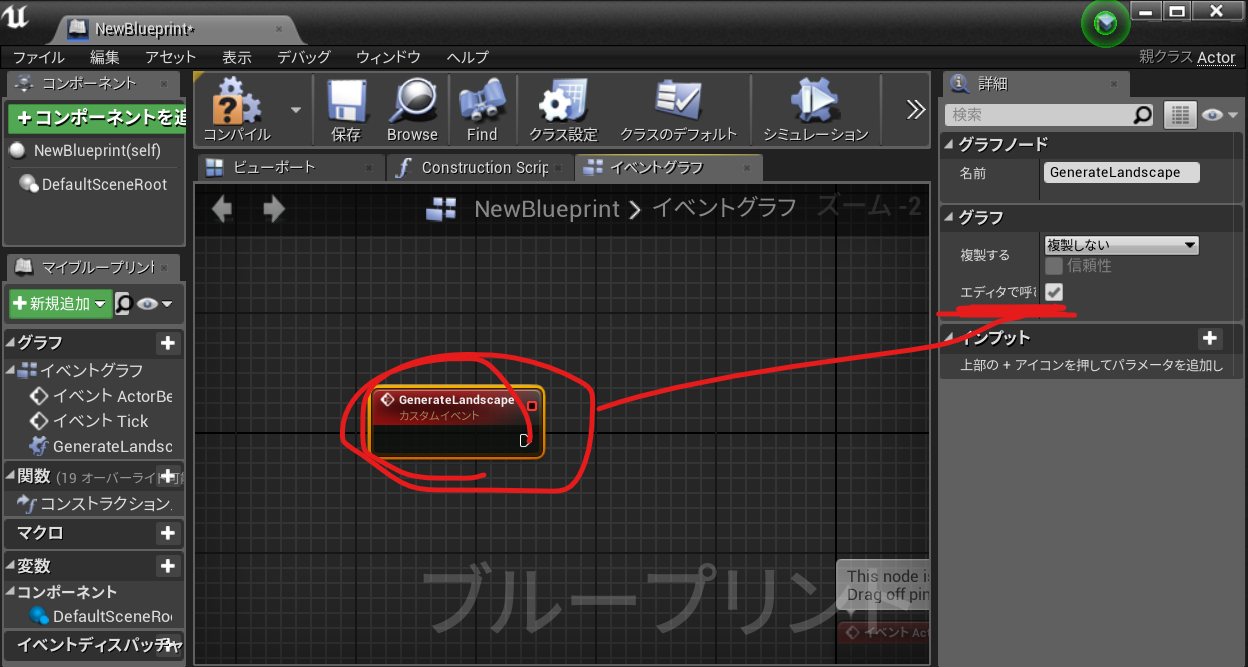 NewBlueprint*
ファイル 編集 アセット 表示 デバッグ ウィンドウ ヘルプ
親クラス Actor
コンポーネント
+コンポーネントを追
NewBlueprint(self)
DefaultSceneRoot
マイブループリント
新規追加
グラフ
イベントグラフ
イベント ActorBe
イベント Tick
GenerateLandsc
関数 (19 オーバーライド可能
コンストラクション
マクロ
変数
コンポーネント
DefaultSceneRoo
イベントディスパッチャ
コンパイル 保存 Browse Find クラス設定 クラスのデフォルト シミュレーション
ビューポート Construction Scrip イベントグラフ
NewBlueprint > イベントグラフ ズーム -2
GenerateLandscape
カスタムイベント
This node i
Drag off pin
イベント Act
ブループリント
詳細
検索
グラフノード
名前 GenerateLandscape
グラフ
複製する 複製しない
信頼性
エディタで呼
インプット
上部の + アイコンを押してパラメータを追加し